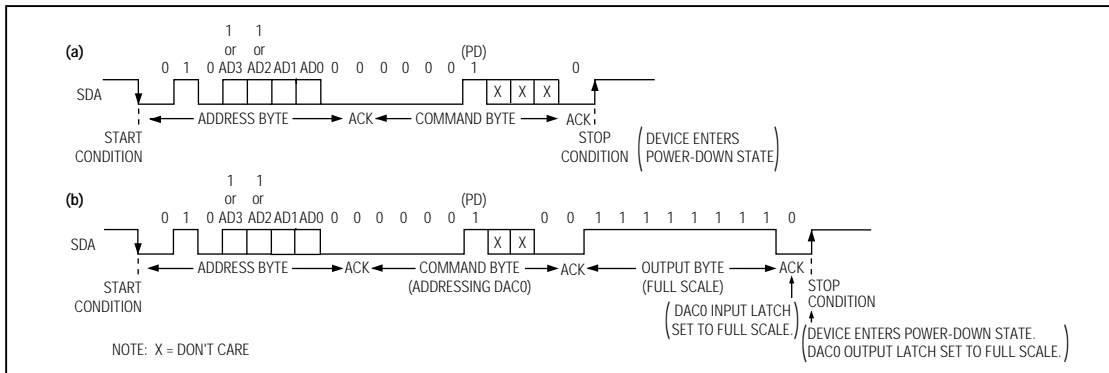 (a)
1 1
or or (PD)
0 1 0 AD3 AD2 AD1 AD0 0 0 0 0 0 0 1 0
SDA X X X
ADDRESS BYTE ACK COMMAND BYTE ACK
START CONDITION
STOP CONDITION
(DEVICE ENTERS
POWER-DOWN STATE)
(b)
1 1
or or (PD)
0 1 0 AD3 AD2 AD1 AD0 0 0 0 0 0 0 1 0 0 1 1 1 1 1 1 1 1 0
SDA X X
ADDRESS BYTE ACK COMMAND BYTE ACK OUTPUT BYTE ACK
(ADDRESSING DAC0) (FULL SCALE)
START CONDITION
STOP CONDITION
(DAC0 INPUT LATCH
SET TO FULL SCALE.)
(DEVICE ENTERS POWER-DOWN STATE.
DAC0 OUTPUT LATCH SET TO FULL SCALE.)
NOTE: X = DON'T CARE